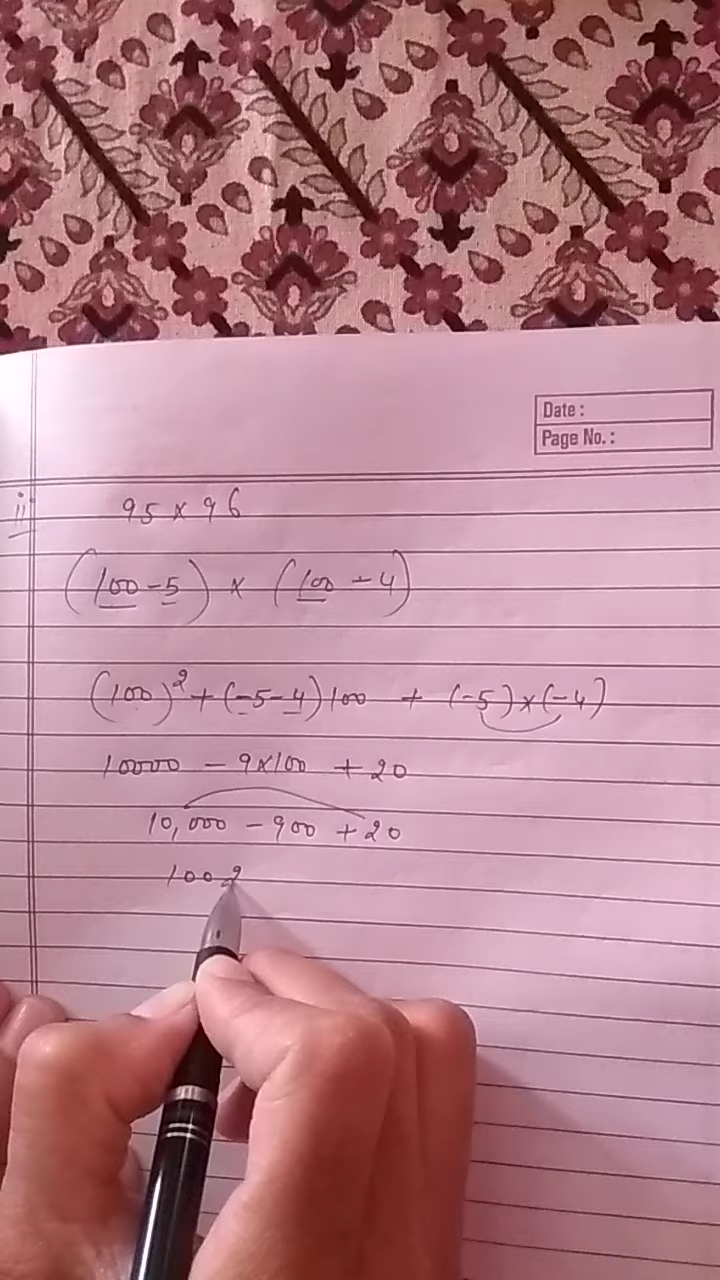 Date :
Page No. :
ii 95 × 96
(100 - 5) × (100 - 4)
(100)² + (-5-4)100 + (-5)×(-4)
10000 - 9×100 + 20
10,000 - 900 + 20
1002